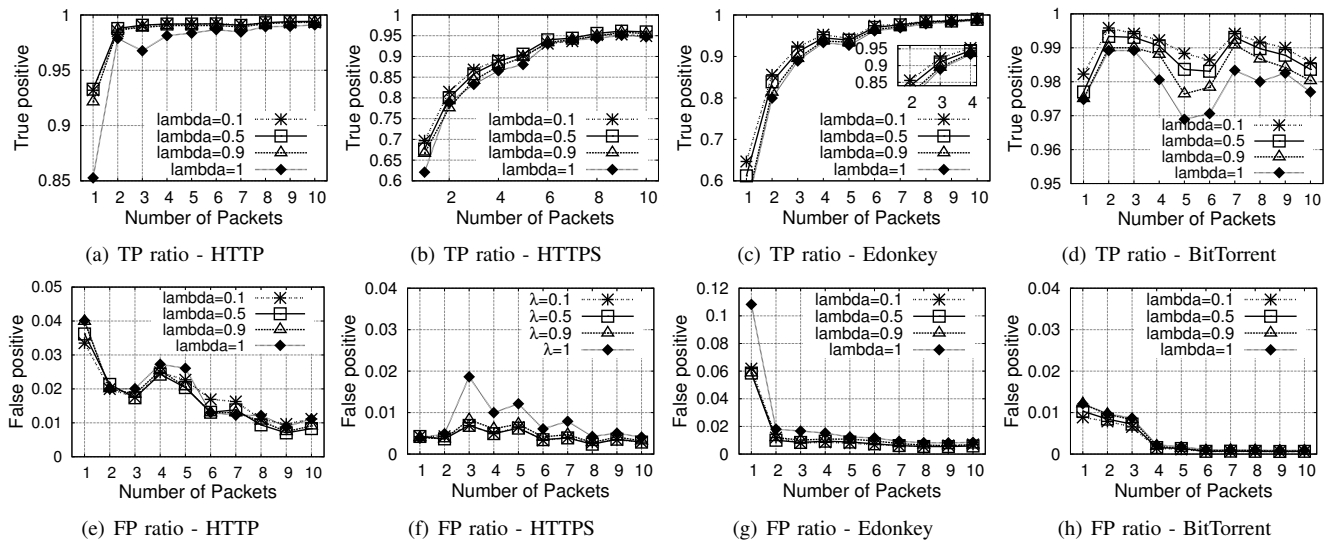 True positive
1
0.95
0.9
0.85
lambda=0.1
lambda=0.5
lambda=0.9
lambda=1
1 2 3 4 5 6 7 8 9 10
Number of Packets
(a) TP ratio - HTTP
True positive
1
0.95
0.9
0.85
0.8
0.75
0.7
0.65
0.6
lambda=0.1
lambda=0.5
lambda=0.9
lambda=1
2 4 6 8 10
Number of Packets
(b) TP ratio - HTTPS
True positive
1
0.9
0.8
0.7
0.6
0.95
0.9
0.85
2 3 4
lambda=0.1
lambda=0.5
lambda=0.9
lambda=1
1 2 3 4 5 6 7 8 9 10
Number of Packets
(c) TP ratio - Edonkey
True positive
1
0.99
0.98
0.97
0.96
0.95
lambda=0.1
lambda=0.5
lambda=0.9
lambda=1
1 2 3 4 5 6 7 8 9 10
Number of Packets
(d) TP ratio - BitTorrent
False positive
0.05
0.04
0.03
0.02
0.01
0
lambda=0.1
lambda=0.5
lambda=0.9
lambda=1
1 2 3 4 5 6 7 8 9 10
Number of Packets
(e) FP ratio - HTTP
False positive
0.04
0.03
0.02
0.01
0
λ=0.1
λ=0.5
λ=0.9
λ=1
1 2 3 4 5 6 7 8 9 10
Number of Packets
(f) FP ratio - HTTPS
False positive
0.12
0.10
0.08
0.06
0.04
0.02
0
lambda=0.1
lambda=0.5
lambda=0.9
lambda=1
1 2 3 4 5 6 7 8 9 10
Number of Packets
(g) FP ratio - Edonkey
False positive
0.04
0.03
0.02
0.01
0
lambda=0.1
lambda=0.5
lambda=0.9
lambda=1
1 2 3 4 5 6 7 8 9 10
Number of Packets
(h) FP ratio - BitTorrent